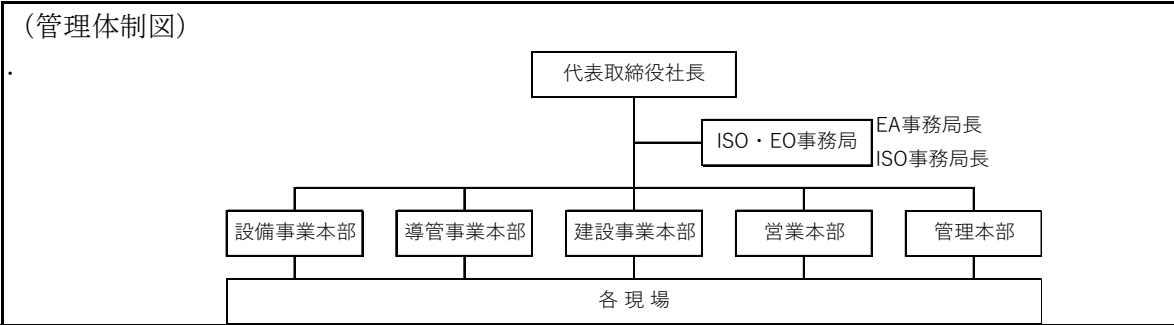 （管理体制図）
.
代表取締役社長
ISO・EO事務局
EA事務局長
ISO事務局長
設備事業本部
導管事業本部
建設事業本部
営業本部
管理本部
各 現 場